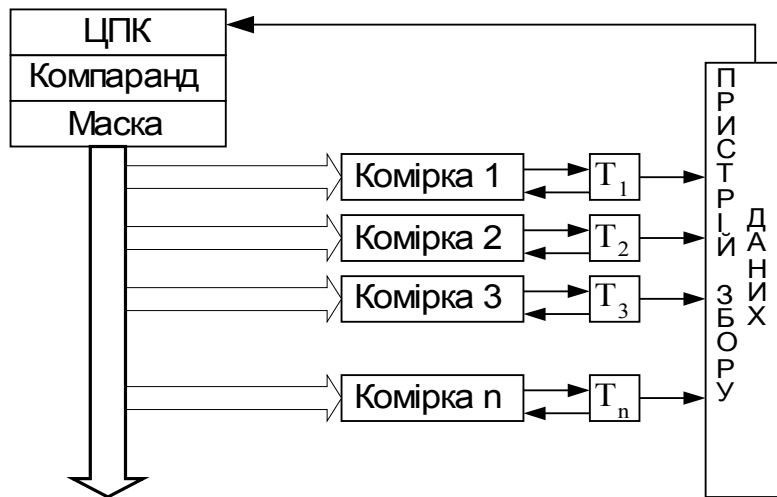 ЦПК
Компаранд
Маска
Комірка 1
T1
Комірка 2
T2
Комірка 3
T3
Комірка n
Tn
ПРИСТРІЙ ЗБОРУ
ДАНИХ